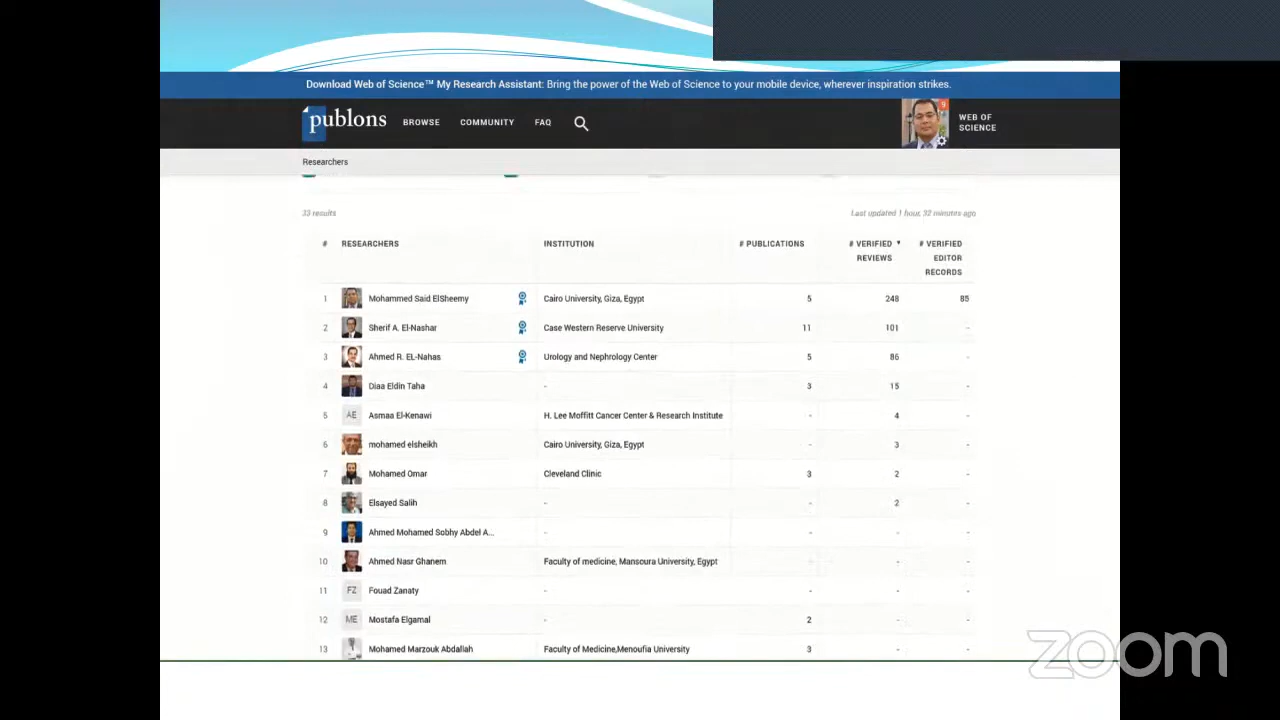 Download Web of Science™ My Research Assistant: Bring the power of the Web of Science to your mobile device, wherever inspiration strikes.
publons BROWSE COMMUNITY FAQ 9 WEB OF SCIENCE
Researchers
33 results Last updated 1 hour, 32 minutes ago
# RESEARCHERS INSTITUTION # PUBLICATIONS # VERIFIED REVIEWS # VERIFIED EDITOR RECORDS
1 Mohammed Said ElSheemy Cairo University, Giza, Egypt 5 248 85
2 Sherif A. El-Nashar Case Western Reserve University 11 101 -
3 Ahmed R. EL-Nahas Urology and Nephrology Center 5 86 -
4 Diaa Eldin Taha - 3 15 -
5 AE Asmaa El-Kenawi H. Lee Moffitt Cancer Center & Research Institute - 4 -
6 mohamed elsheikh Cairo University, Giza, Egypt - 3 -
7 Mohamed Omar Cleveland Clinic 3 2 -
8 Elsayed Salih - - 2 -
9 Ahmed Mohamed Sobhy Abdel A... - - - -
10 Ahmed Nasr Ghanem Faculty of medicine, Manscura University, Egypt - - -
11 FZ Fouad Zanaty - - - -
12 ME Mostafa Elgamal - 2 - -
13 Mohamed Marzouk Abdallah Faculty of Medicine,Menoufia University 3 - -
zoom